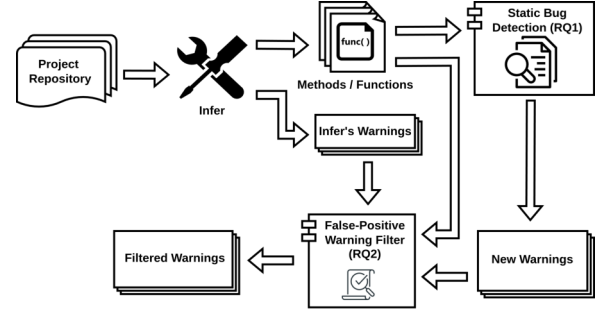 Project
Repository
Infer
func( )
Methods / Functions
Static Bug
Detection (RQ1)
Infer's Warnings
False-Positive
Warning Filter
(RQ2)
Filtered Warnings
New Warnings